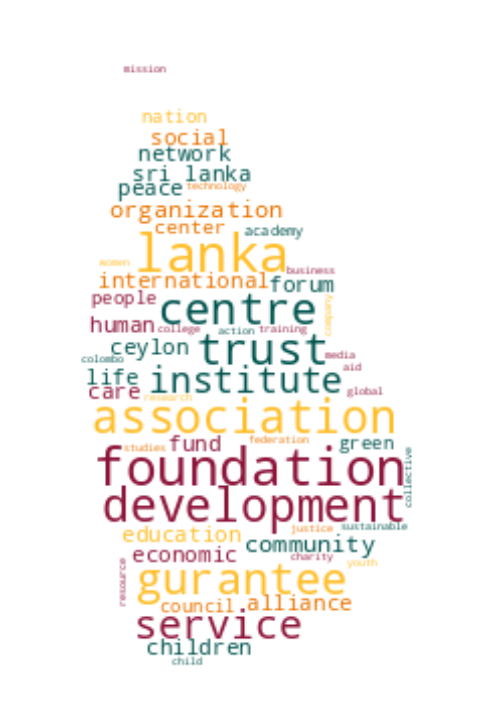 mission
nation
social
network
sri lanka
peace technology
organization
center academy
lanka
women business
international forum
people centre company
human college action training
ceylon trust
colombo media
life institute aid
care research global
association
studies fund federation green
foundation collective
development
education justice sustainable
economic community
charity youth
resource gurantee
council alliance
service
children
child